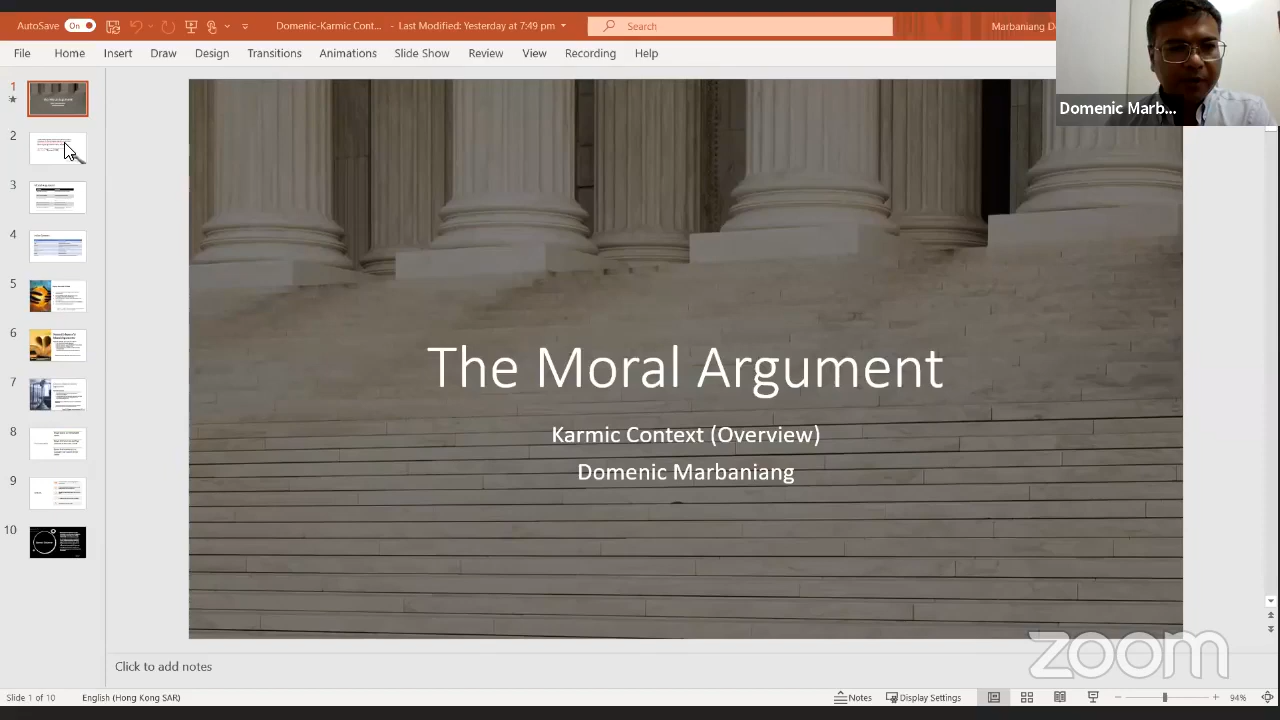 AutoSave
On
Domenic-Karmic Cont... - Last Modified: Yesterday at 7:49 pm
Search
Marbaniang D
File Home Insert Draw Design Transitions Animations Slide Show Review View Recording Help
Domenic Marb...
1
2
3
4
5
6
7
8
9
10
The Moral Argument
Karmic Context (Overview)
Domenic Marbaniang
Click to add notes
zoom
Slide 1 of 10 English (Hong Kong SAR) Notes Display Settings 94%